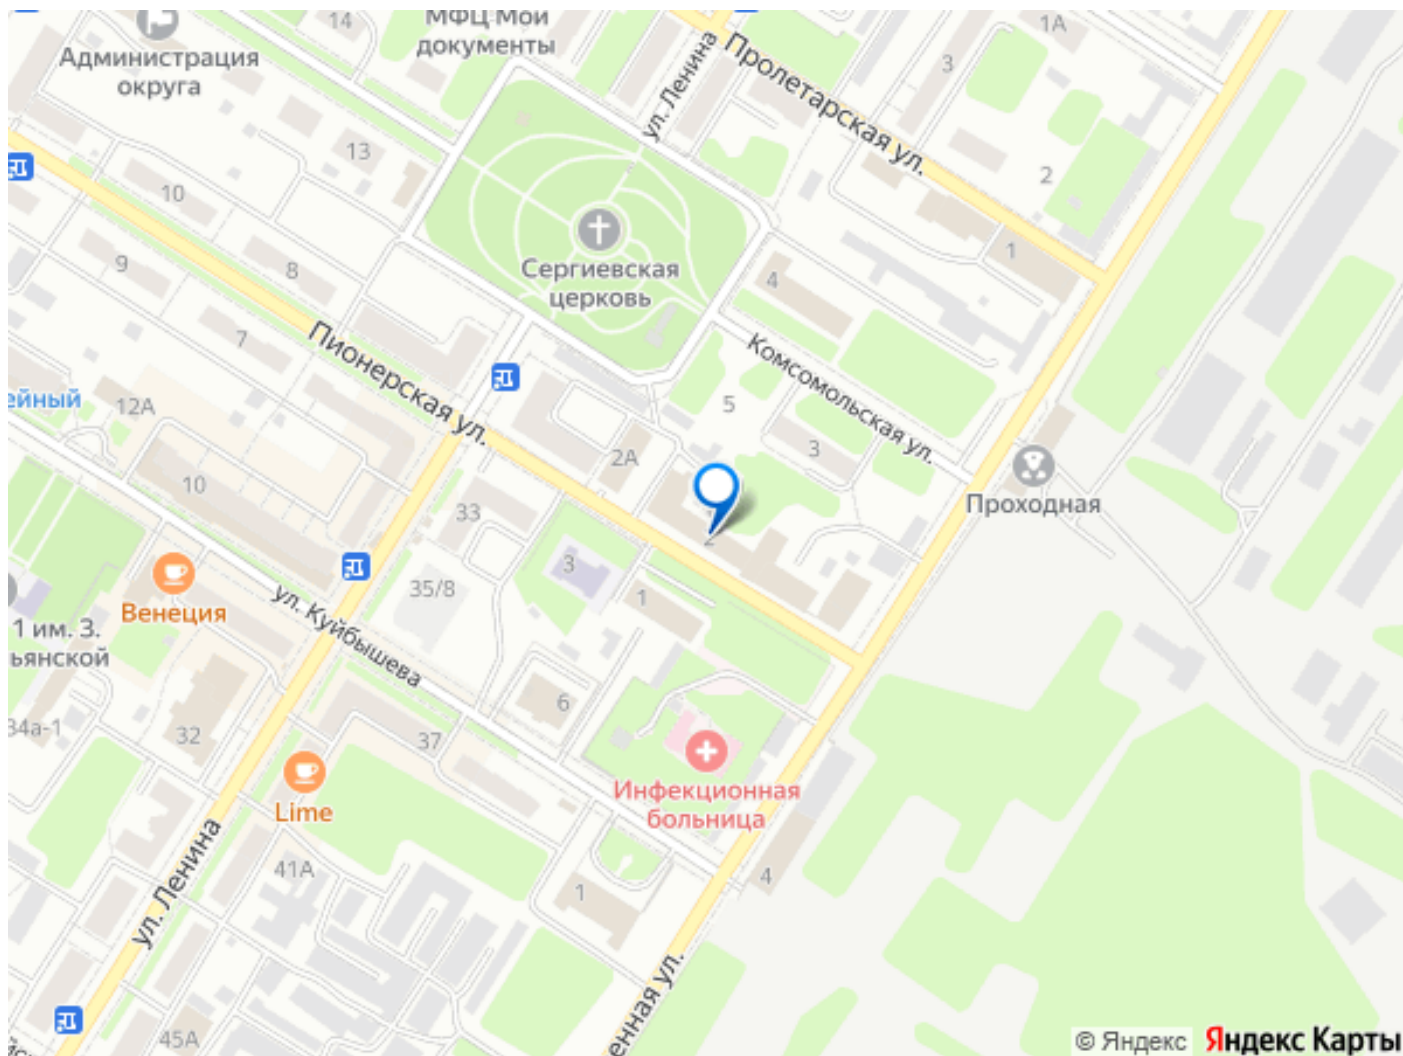 14
МФЦ Мои
документы
1А
Администрация
округа
ул. Ленина
Пролетарская ул.
3
13
10
2
Сергиевская
церковь
1
9
8
4
7
Пионерская ул.
Комсомольская ул.
ейный
12А
5
2А
3
10
33
Проходная
2
3
35/8
1
Венеция
ул. Куйбышева
1 им. З.
ьянской
6
34а-1
32
37
Инфекционная
больница
Lime
ул. Ленина
41А
4
1
енная ул.
45А
© Яндекс Яндекс Карты